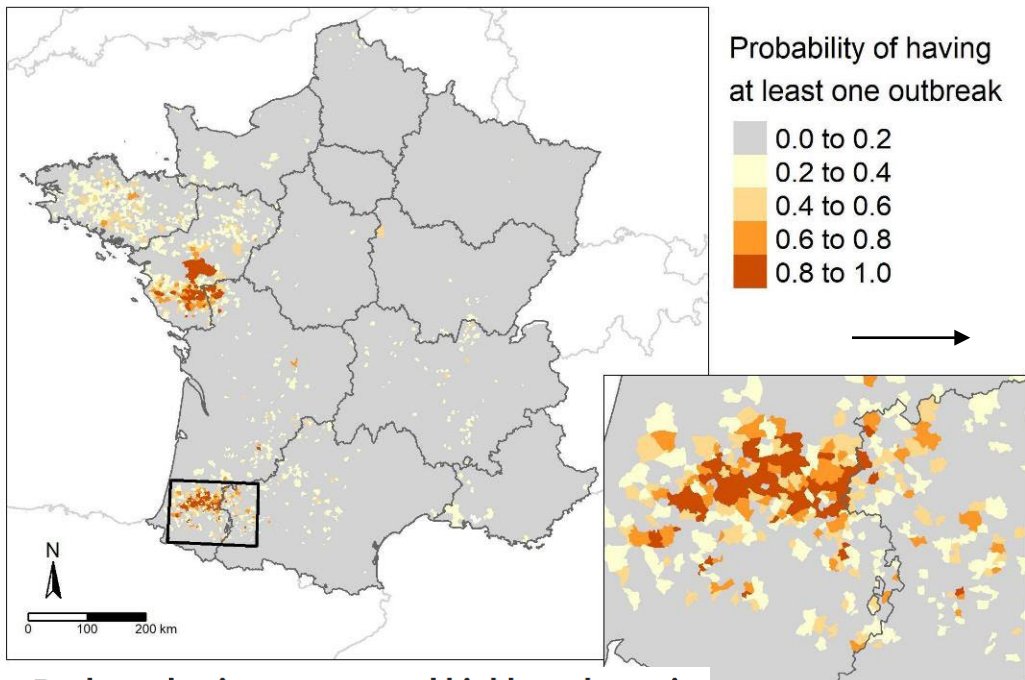 Probability of having
at least one outbreak
0.0 to 0.2
0.2 to 0.4
0.4 to 0.6
0.6 to 0.8
0.8 to 1.0
N
0 100 200 km